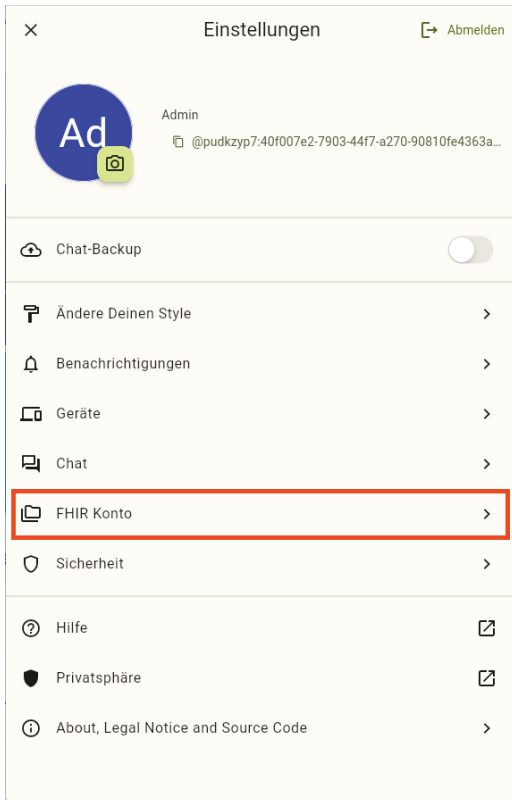 Einstellungen
Abmelden
Ad
Admin
@pudkzyp7:40f007e2-7903-44f7-a270-90810fe4363a...
Chat-Backup
Ändere Deinen Style
Benachrichtigungen
Geräte
Chat
FHIR Konto
Sicherheit
Hilfe
Privatsphäre
About, Legal Notice and Source Code